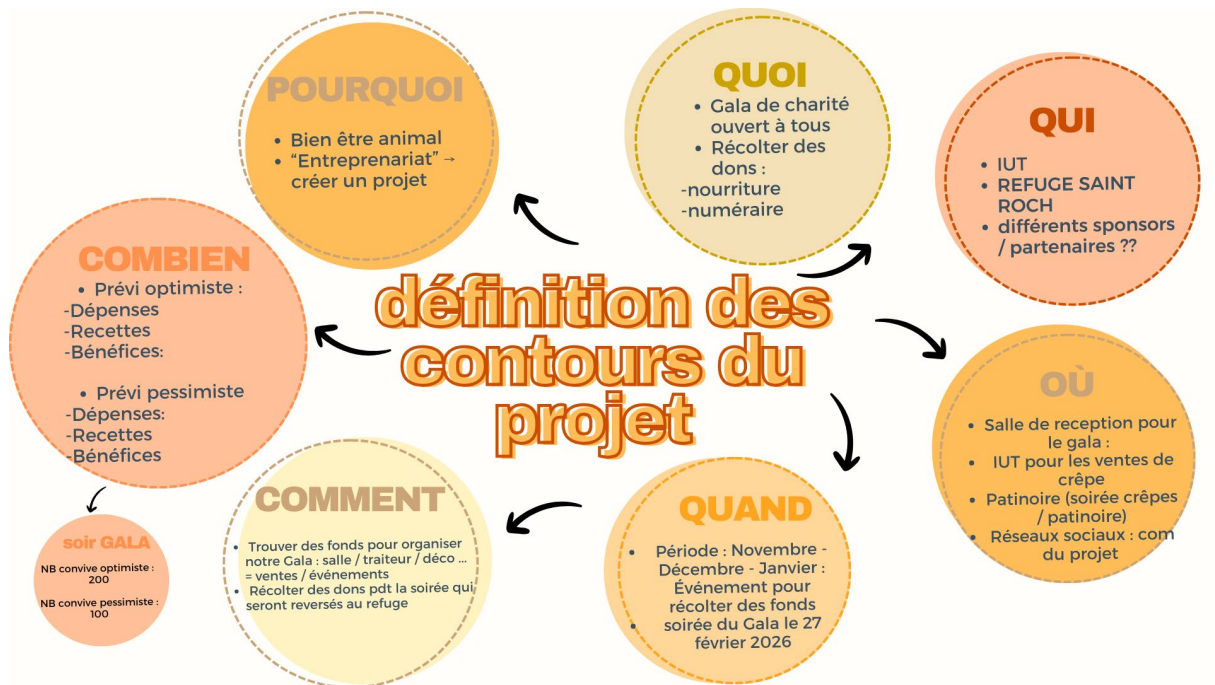 POURQUOI
• Bien être animal
• “Entreprenariat” →
créer un projet
QUOI
• Gala de charité
ouvert à tous
• Récolter des
dons :
-nourriture
-numéraire
QUI
• IUT
• REFUGE SAINT
ROCH
• différents sponsors
/ partenaires ??
COMBIEN
• Prévi optimiste :
-Dépenses
-Recettes
-Bénéfices:
• Prévi pessimiste
-Dépenses:
-Recettes
-Bénéfices
définition des
contours du
projet
OÙ
• Salle de reception pour
le gala :
• IUT pour les ventes de
crêpe
• Patinoire (soirée crêpes
/ patinoire)
• Réseaux sociaux : com
du projet
COMMENT
• Trouver des fonds pour organiser
notre Gala : salle / traiteur / déco ...
= ventes / événements
• Récolter des dons pdt la soirée qui
seront reversés au refuge
QUAND
• Période : Novembre -
Décembre - Janvier :
Événement pour
récolter des fonds
• soirée du Gala le 27
février 2026
soir GALA
NB convive optimiste :
200
NB convive pessimiste :
100